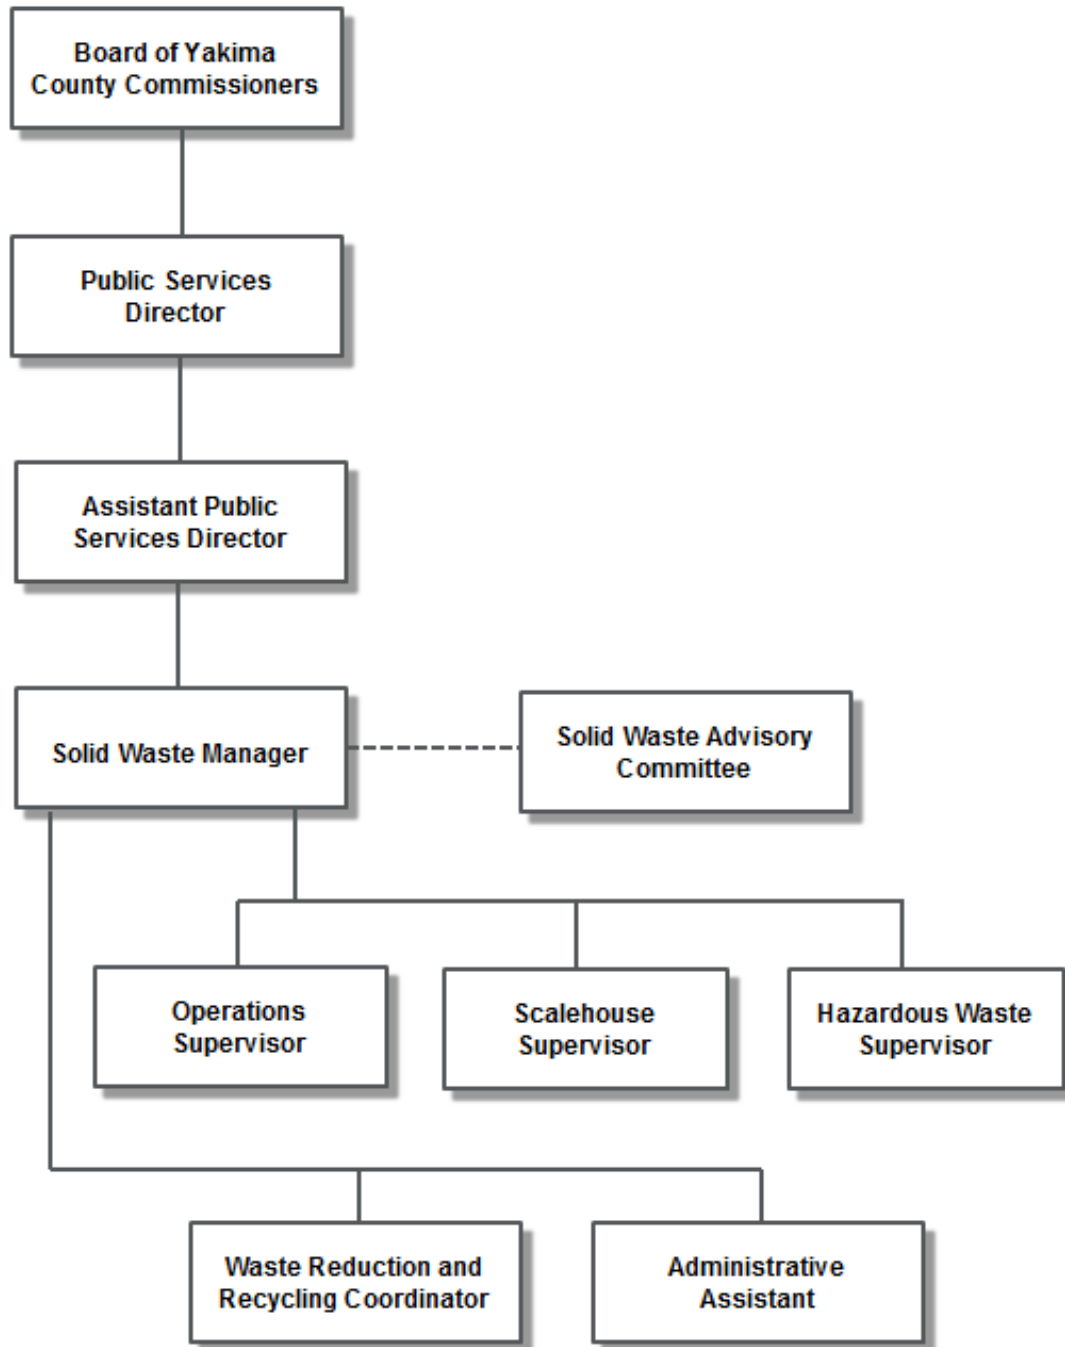 Board of Yakima
County Commissioners
Public Services
Director
Assistant Public
Services Director
Solid Waste Manager
Solid Waste Advisory
Committee
Operations
Supervisor
Scalehouse
Supervisor
Hazardous Waste
Supervisor
Waste Reduction and
Recycling Coordinator
Administrative
Assistant